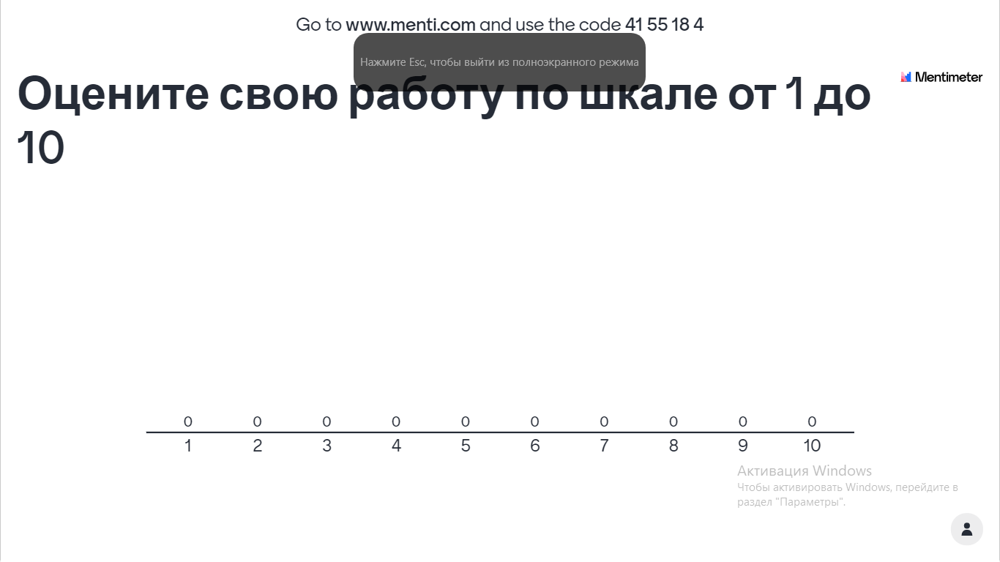 Go to www.menti.com and use the code 41 55 18 4
Нажмите Esc, чтобы выйти из полноэкранного режима
Оцените свою работу по шкале от 1 до
10
Mentimeter
0 0 0 0 0 0 0 0 0 0
1 2 3 4 5 6 7 8 9 10
Активация Windows
Чтобы активировать Windows, перейдите в
раздел "Параметры".